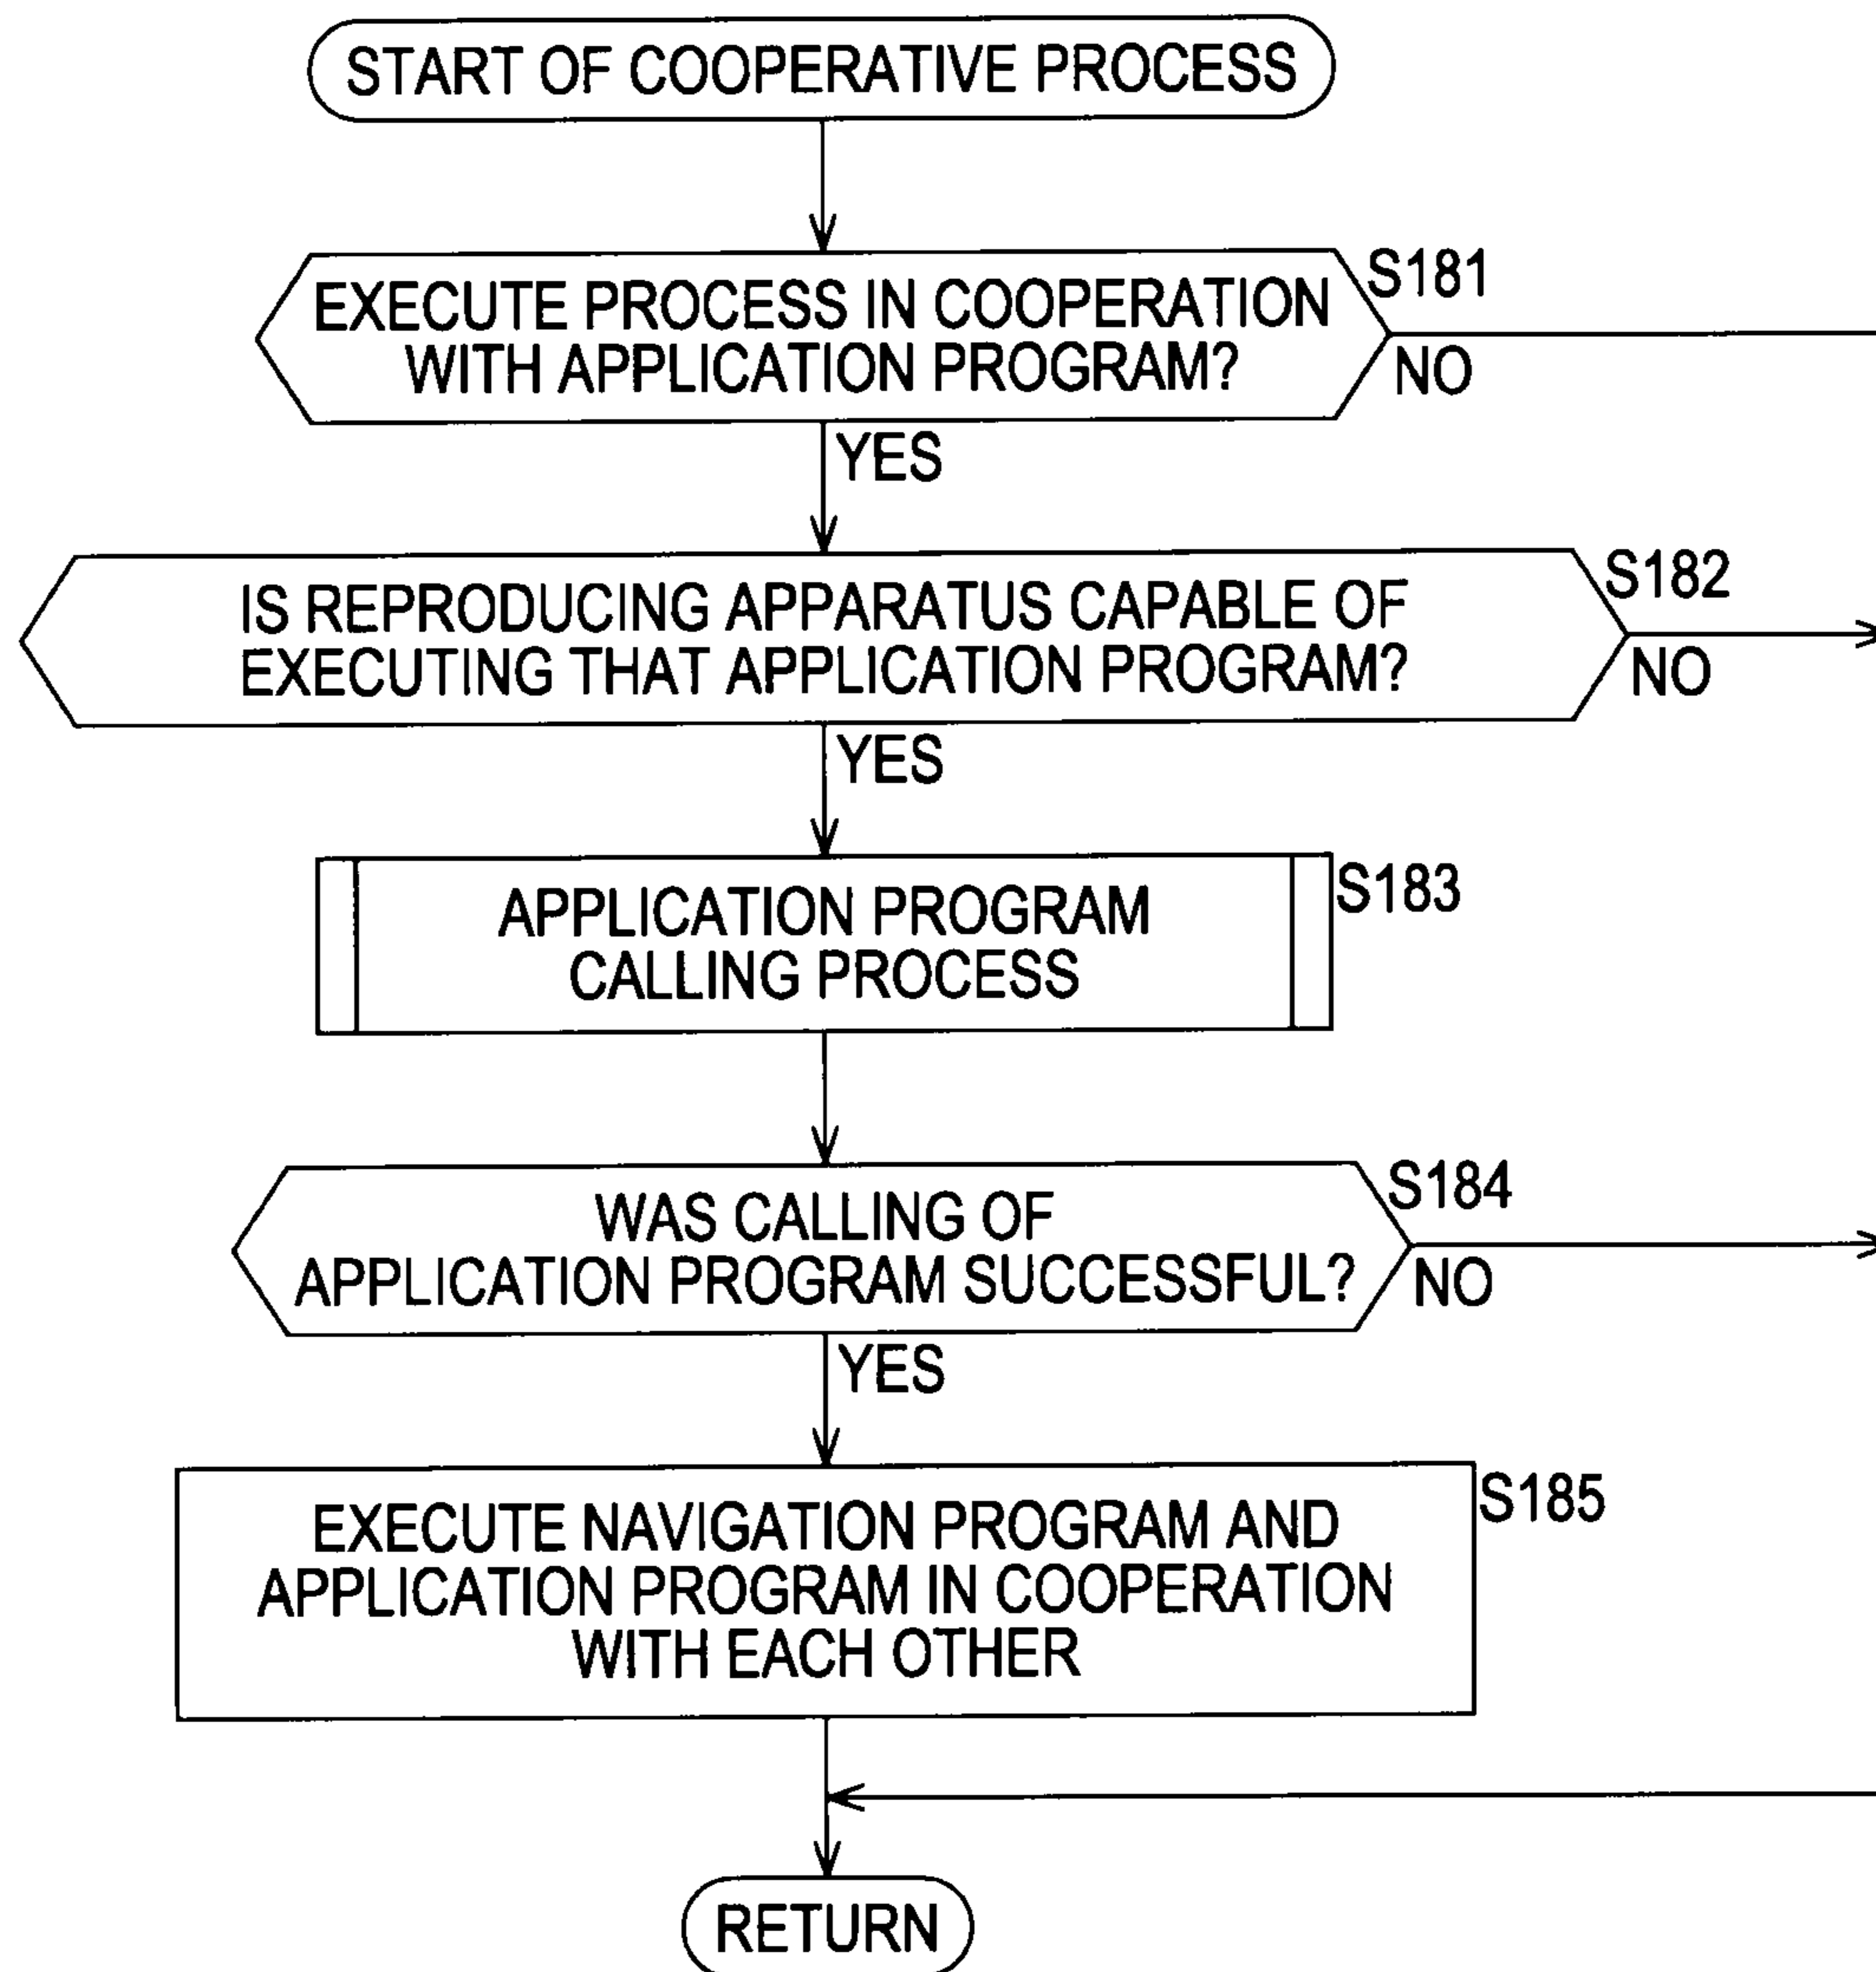 START OF COOPERATIVE PROCESS
EXECUTE PROCESS IN COOPERATION
WITH APPLICATION PROGRAM?
S181
NO
YES
IS REPRODUCING APPARATUS CAPABLE OF
EXECUTING THAT APPLICATION PROGRAM?
S182
NO
YES
APPLICATION PROGRAM
CALLING PROCESS
S183
WAS CALLING OF
APPLICATION PROGRAM SUCCESSFUL?
S184
NO
YES
EXECUTE NAVIGATION PROGRAM AND
APPLICATION PROGRAM IN COOPERATION
WITH EACH OTHER
S185
RETURN